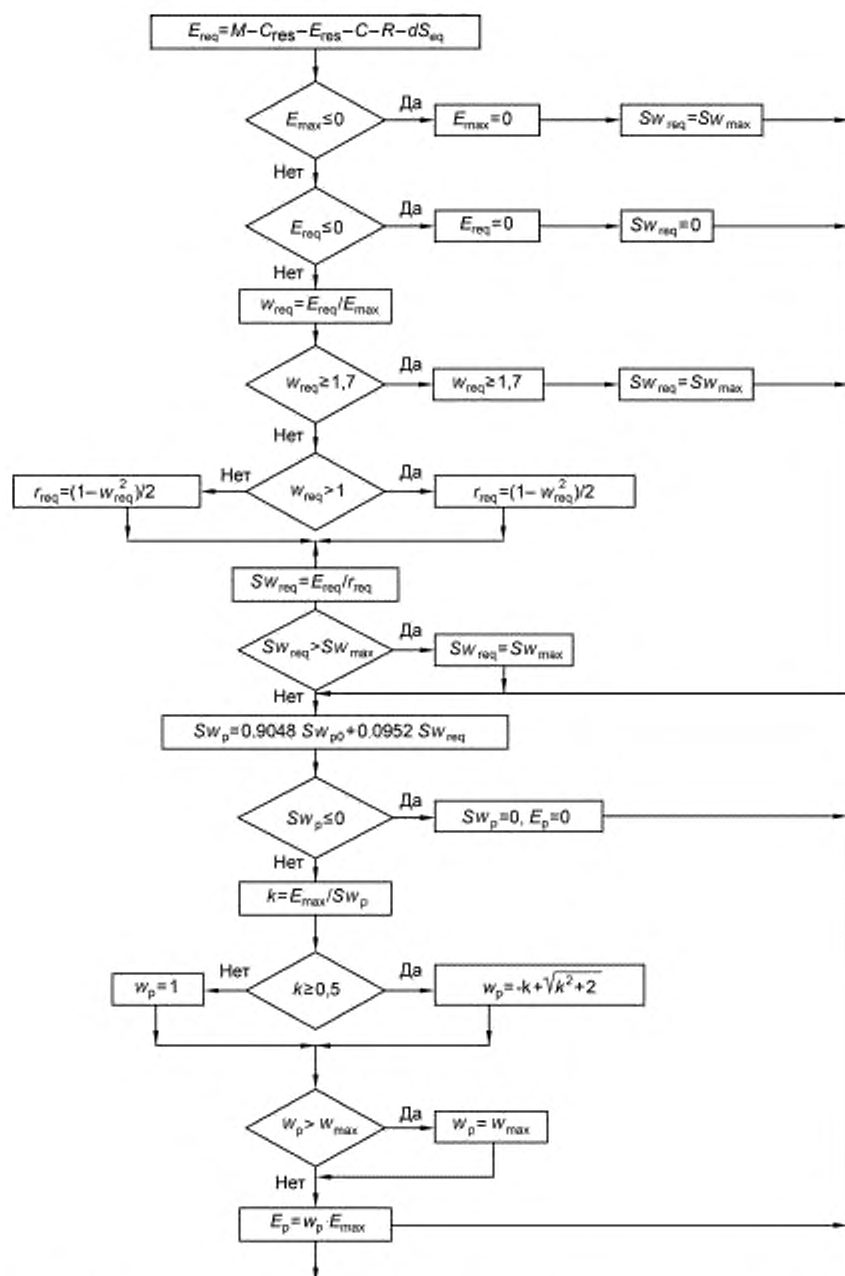 E_req=M–C_res–E_res–C–R–dS_eq
E_max≤0
Да
E_max=0
Sw_req=Sw_max
Нет
E_req≤0
Да
E_req=0
Sw_req=0
Нет
w_req=E_req/E_max
w_req≥1,7
Да
w_req≥1,7
Sw_req=Sw_max
Нет
r_req=(1–w_req²)/2
Нет
w_req>1
Да
r_req=(1–w_req²)/2
Sw_req=E_req/r_req
Sw_req>Sw_max
Да
Sw_req=Sw_max
Нет
Sw_p=0,9048 Sw_p0+0,0952 Sw_req
Sw_p≤0
Да
Sw_p=0, E_p=0
Нет
k=E_max/Sw_p
w_p=1
Нет
k≥0,5
Да
w_p=-k+√(k²+2)
w_p>w_max
Да
w_p=w_max
Нет
E_p=w_p·E_max